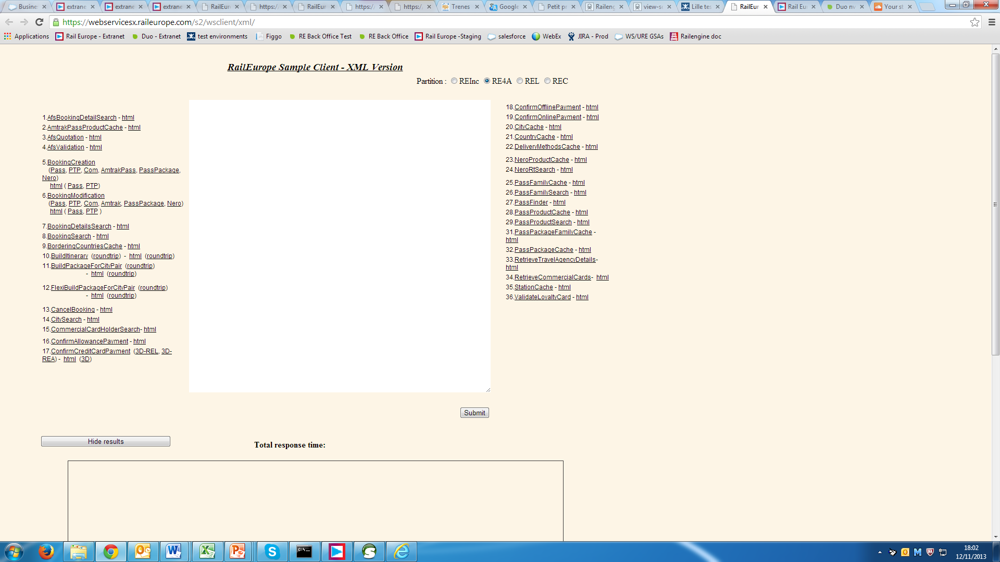 Busines
extrane
extrane
extrane
RailEur
https:/
RailEur
https:/
https:/
Trenes
Google
Petit pr
Raileng
view-so
Lille tes
RailEur
Rail Eu
Duo nv
Your st
https://webservicesx.raileurope.com/s2/wsclient/xml/
Applications
Rail Europe - Extranet
Duo - Extranet
test environments
Figgo
RE Back Office Test
RE Back Office
Rail Europe -Staging
salesforce
WebEx
JIRA - Prod
WS/URE GSAs
Railengine doc
RailEurope Sample Client - XML Version
Partition : REInc RE4A REL REC
1.AfsBookingDetailSearch - html
2.AmtrakPassProductCache - html
3.AfsQuotation - html
4.AfsValidation - html
5.BookingCreation
(Pass, PTP, Com, AmtrakPass, PassPackage,
Nero)
html ( Pass, PTP)
6.BookingModification
(Pass, PTP, Com, Amtrak, PassPackage, Nero)
html ( Pass, PTP )
7.BookingDetailsSearch - html
8.BookingSearch - html
9.BorderingCountriesCache - html
10.BuildItinerary (roundtrip) - html (roundtrip)
11.BuildPackageForCityPair (roundtrip)
- html (roundtrip)
12.FlexiBuildPackageForCityPair (roundtrip)
- html (roundtrip)
13.CancelBooking - html
14.CitySearch - html
15.CommercialCardHolderSearch- html
16.ConfirmAllowancePayment - html
17.ConfirmCreditCardPayment (3D-REL, 3D-
REA) - html (3D)
18.ConfirmOfflinePayment - html
19.ConfirmOnlinePayment - html
20.CityCache - html
21.CountryCache - html
22.DeliveryMethodsCache - html
23.NeroProductCache - html
24.NeroRtSearch - html
25.PassFamilyCache - html
26.PassFamilySearch - html
27.PassFinder - html
28.PassProductCache - html
29.PassProductSearch - html
31.PassPackageFamilyCache -
html
32.PassPackageCache - html
33.RetrieveTravelAgencyDetails-
html
34.RetrieveCommercialCards- html
35.StationCache - html
36.ValidateLoyaltyCard - html
Submit
Hide results
Total response time:
18:02
12/11/2013